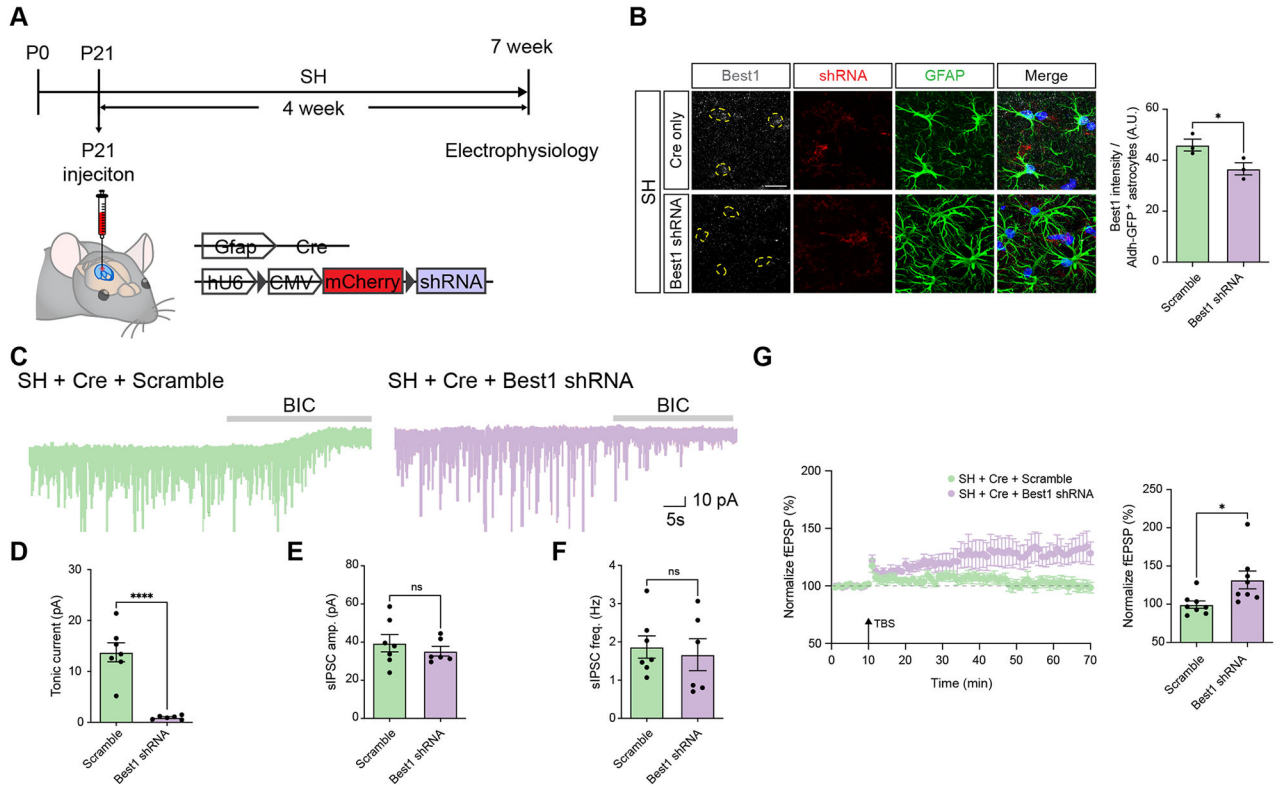 A
P0
P21
7 week
SH
4 week
P21
injeciton
Electrophysiology
Gfap
Cre
hU6
CMV
mCherry
shRNA
B
Best1
shRNA
GFAP
Merge
SH
Cre only
Best1 shRNA
Best1 intensity /
Aldh-GFP+ astrocytes (A.U.)
60
40
20
0
*
Scramble
Best1 shRNA
C
SH + Cre + Scramble
SH + Cre + Best1 shRNA
BIC
BIC
10 pA
5s
D
Tonic current (pA)
30
20
10
0
****
Scramble
Best1 shRNA
E
sIPSC amp. (pA)
80
60
40
20
0
ns
Scramble
Best1 shRNA
F
sIPSC freq. (Hz)
4
3
2
1
0
ns
Scramble
Best1 shRNA
G
Normalize fEPSP (%)
200
150
100
50
SH + Cre + Scramble
SH + Cre + Best1 shRNA
TBS
0
10
20
30
40
50
60
70
Time (min)
Normalize fEPSP (%)
250
200
150
100
50
*
Scramble
Best1 shRNA